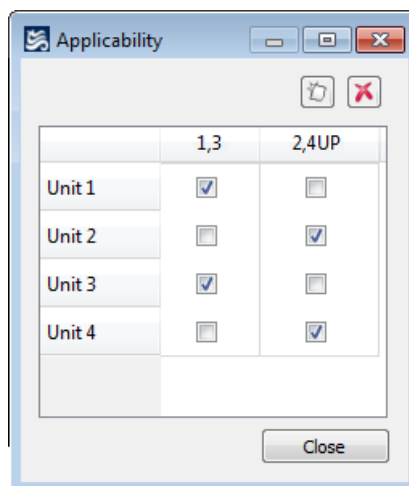 Applicability
1,3 2,4UP
Unit 1
Unit 2
Unit 3
Unit 4
Close